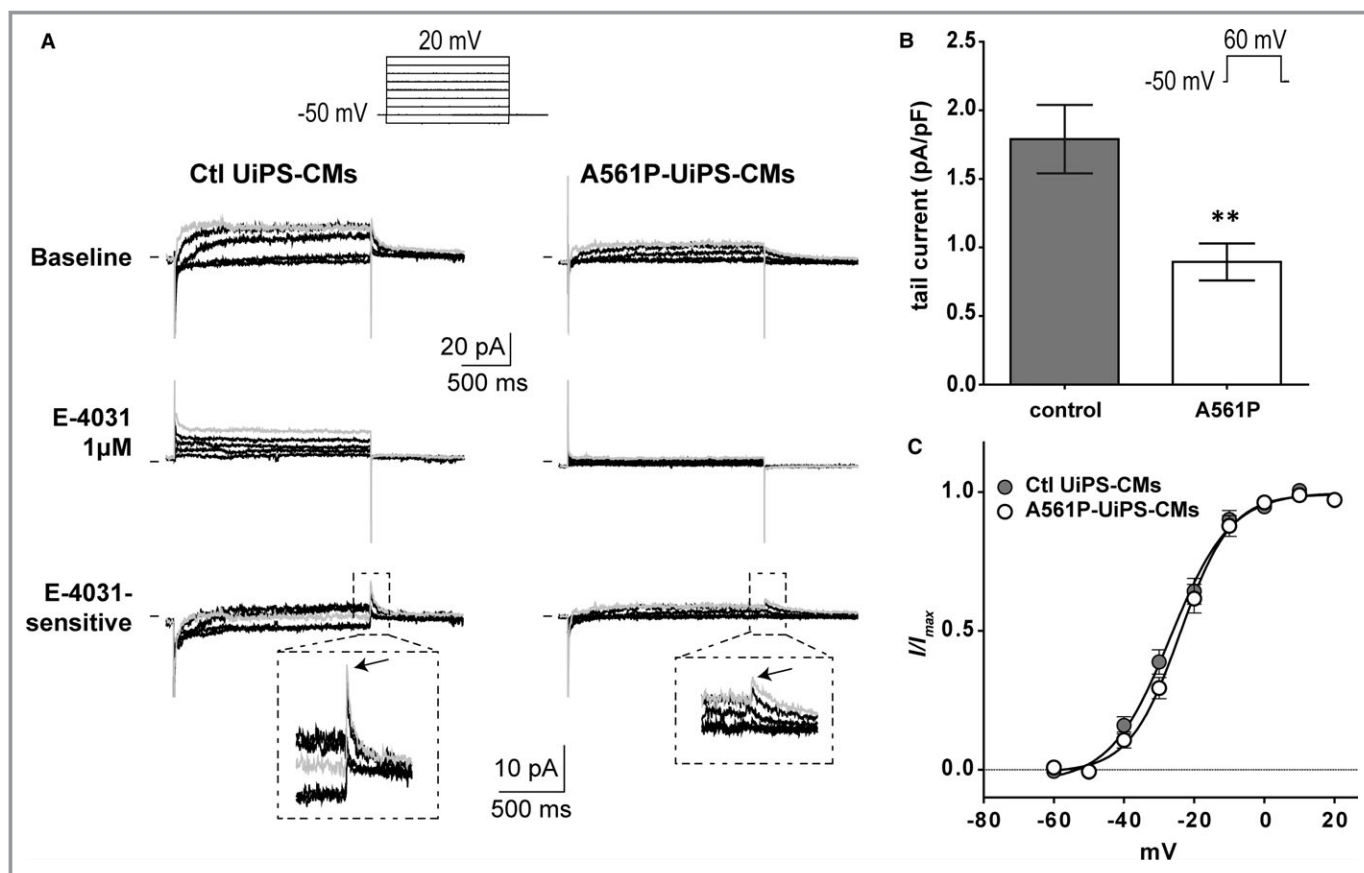 A
20 mV
-50 mV
Ctl UiPS-CMs
A561P-UiPS-CMs
Baseline
20 pA
500 ms
E-4031
1µM
E-4031-
sensitive
10 pA
500 ms
B
2.5
2.0
1.5
1.0
0.5
0.0
tail current (pA/pF)
60 mV
-50 mV
**
control
A561P
C
Ctl UiPS-CMs
A561P-UiPS-CMs
1.0
0.5
0.0
I/Imax
-80
-60
-40
-20
0
20
mV